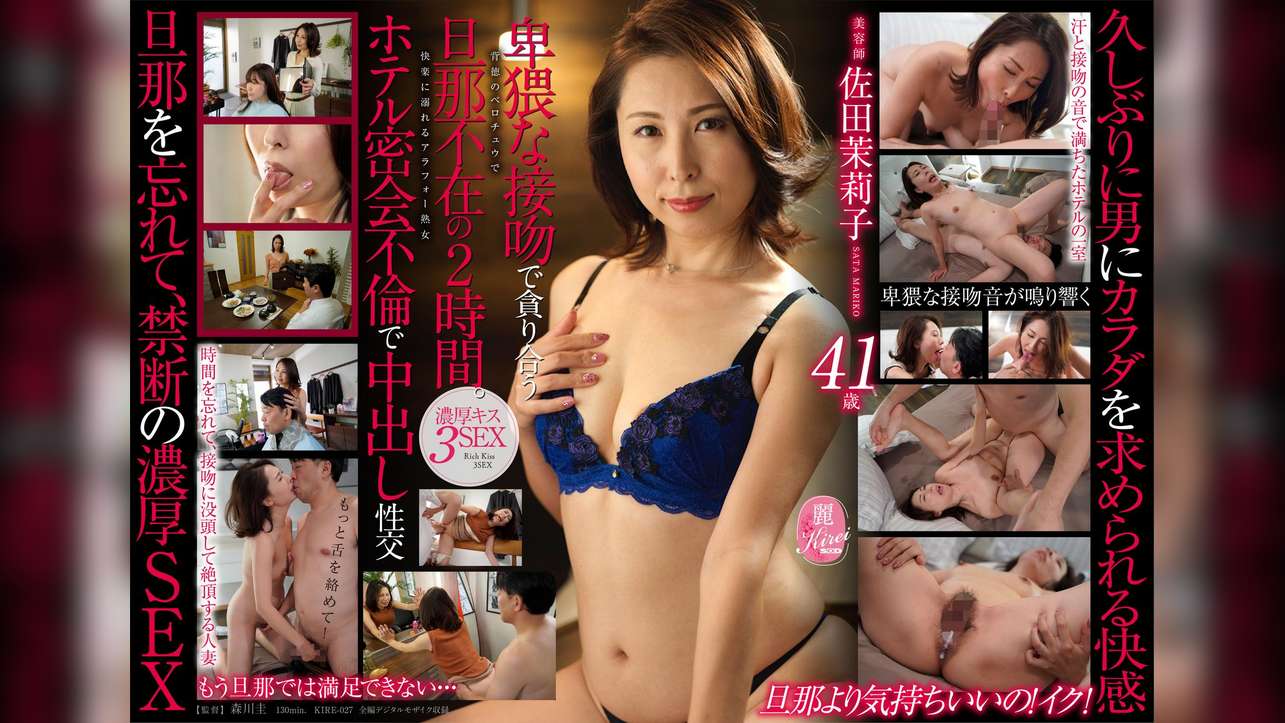 久しぶりに男にカラダを求められる快感
汗と接吻の音で満ちたホテルの一室
卑猥な接吻音が鳴り響く
旦那より気持ちいいの!イク!
美容師
佐田茉莉子
SATA MARIKO
41歳
麗
Kirei
卑猥な接吻で貪り合う
背徳のベロチュウで
快楽に溺れるアラフォー熟女
旦那不在の2時間。
ホテル密会不倫で中出し性交
濃厚キス
3SEX
Rich Kiss
3SEX
時間を忘れて、接吻に没頭して絶頂する人妻
もっと舌を絡めて!
もう旦那では満足できない…
旦那を忘れて、禁断の濃厚SEX
【監督】 森川圭 130min. KIRE-027 全編デジタルモザイク収録